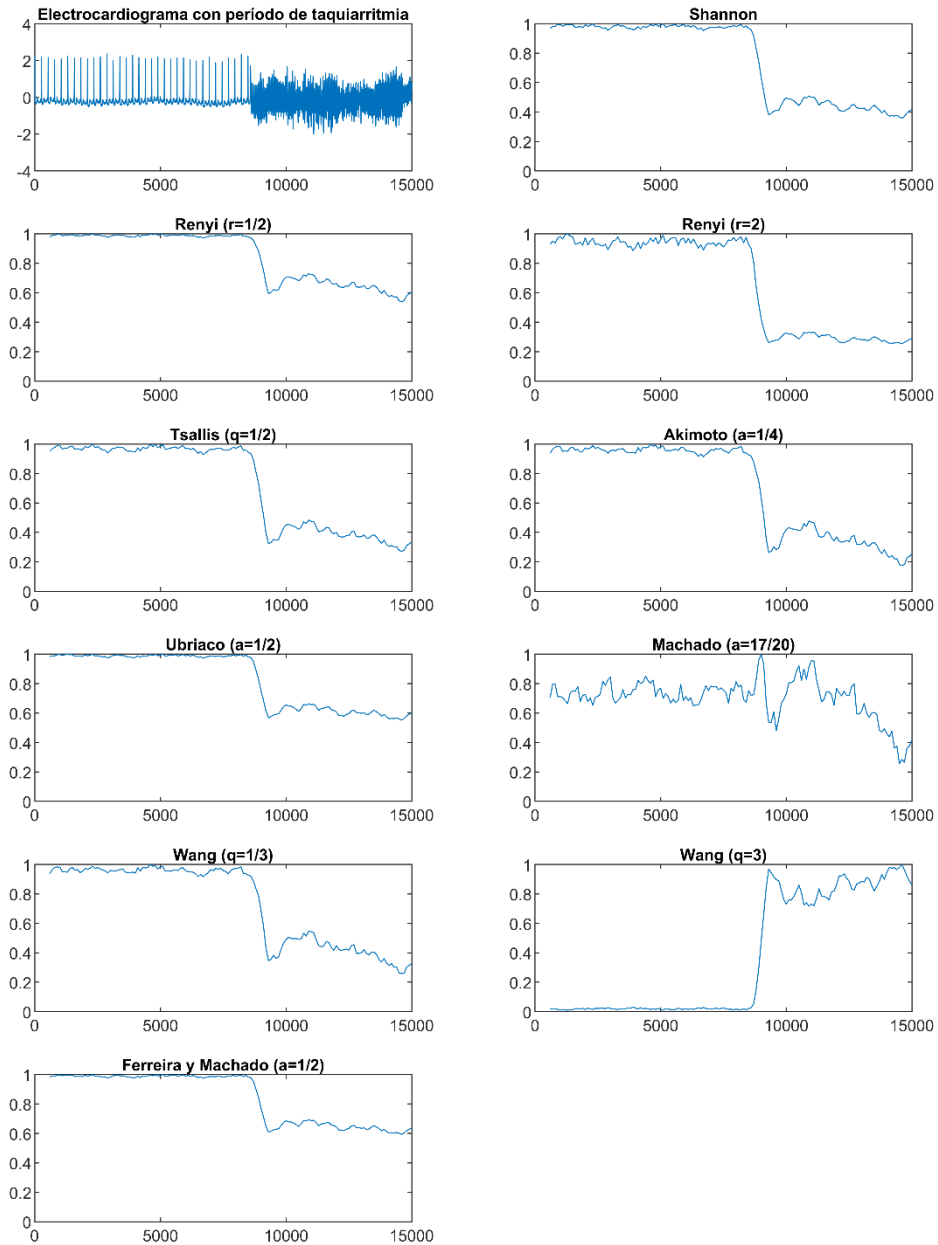 Electrocardiograma con período de taquiarritmia
4
2
0
-2
-4
0 5000 10000 15000
Shannon
1
0.8
0.6
0.4
0.2
0
0 5000 10000 15000
Renyi (r=1/2)
1
0.8
0.6
0.4
0.2
0
0 5000 10000 15000
Renyi (r=2)
1
0.8
0.6
0.4
0.2
0
0 5000 10000 15000
Tsallis (q=1/2)
1
0.8
0.6
0.4
0.2
0
0 5000 10000 15000
Akimoto (a=1/4)
1
0.8
0.6
0.4
0.2
0
0 5000 10000 15000
Ubriaco (a=1/2)
1
0.8
0.6
0.4
0.2
0
0 5000 10000 15000
Machado (a=17/20)
1
0.8
0.6
0.4
0.2
0
0 5000 10000 15000
Wang (q=1/3)
1
0.8
0.6
0.4
0.2
0
0 5000 10000 15000
Wang (q=3)
1
0.8
0.6
0.4
0.2
0
0 5000 10000 15000
Ferreira y Machado (a=1/2)
1
0.8
0.6
0.4
0.2
0
0 5000 10000 15000